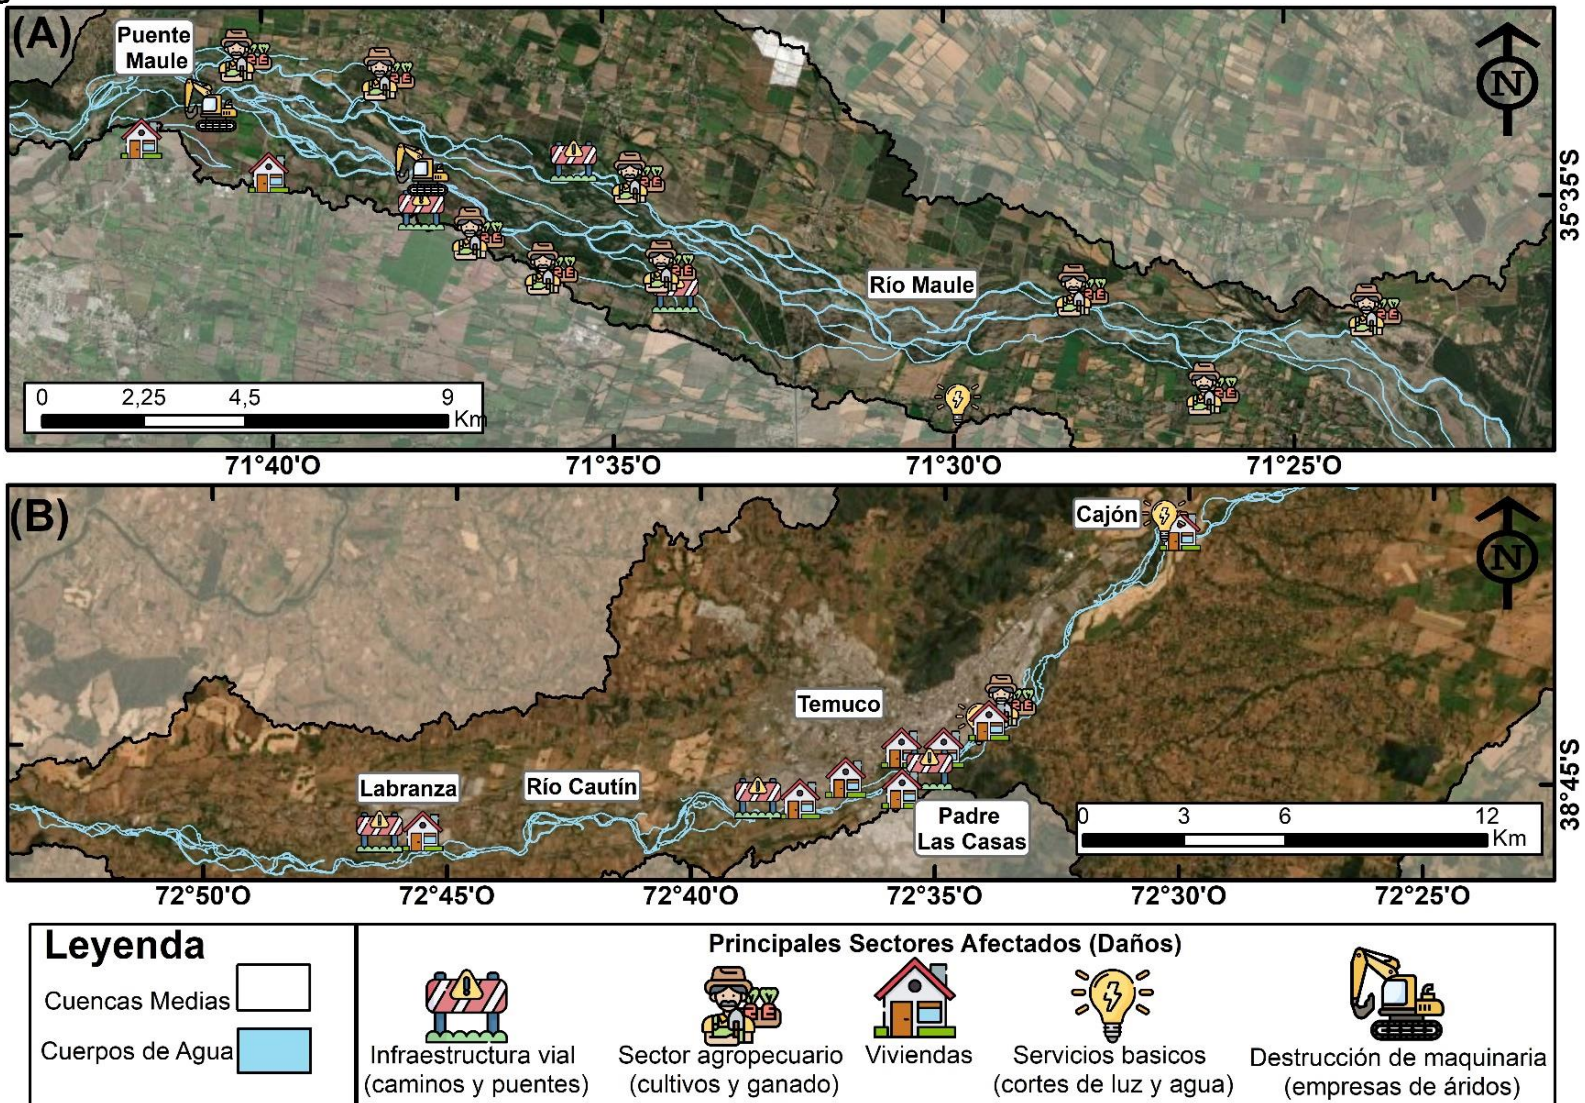 (A)
Puente
Maule
N
Río Maule
35°35'S
0 2,25 4,5 9
Km
71°40'O 71°35'O 71°30'O 71°25'O
(B)
Cajón
N
Temuco
Labranza
Río Cautín
Padre
Las Casas
38°45'S
0 3 6 12
Km
72°50'O 72°45'O 72°40'O 72°35'O 72°30'O 72°25'O
Leyenda
Cuencas Medias
Cuerpos de Agua
Principales Sectores Afectados (Daños)
Infraestructura vial
(caminos y puentes)
Sector agropecuario
(cultivos y ganado)
Viviendas
Servicios basicos
(cortes de luz y agua)
Destrucción de maquinaria
(empresas de áridos)